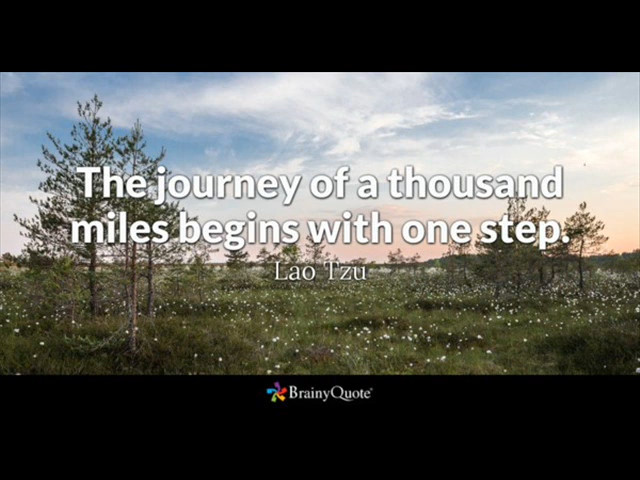 The journey of a thousand
miles begins with one step.
Lao Tzu
BrainyQuote®